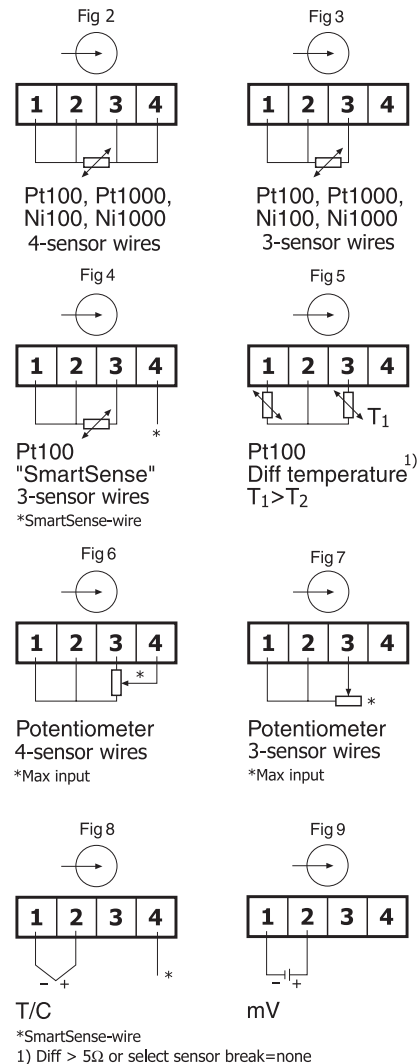 Fig 2
1 2 3 4
Pt100, Pt1000,
Ni100, Ni1000
4-sensor wires
Fig 3
1 2 3 4
Pt100, Pt1000,
Ni100, Ni1000
3-sensor wires
Fig 4
1 2 3 4
*
Pt100
"SmartSense"
3-sensor wires
*SmartSense-wire
Fig 5
1 2 3 4
T1
Pt100
Diff temperature 1)
T1>T2
Fig 6
1 2 3 4
*
Potentiometer
4-sensor wires
*Max input
Fig 7
1 2 3 4
*
Potentiometer
3-sensor wires
*Max input
Fig 8
1 2 3 4
- + *
T/C
*SmartSense-wire
Fig 9
1 2 3 4
- +
mV
1) Diff > 5Ω or select sensor break=none